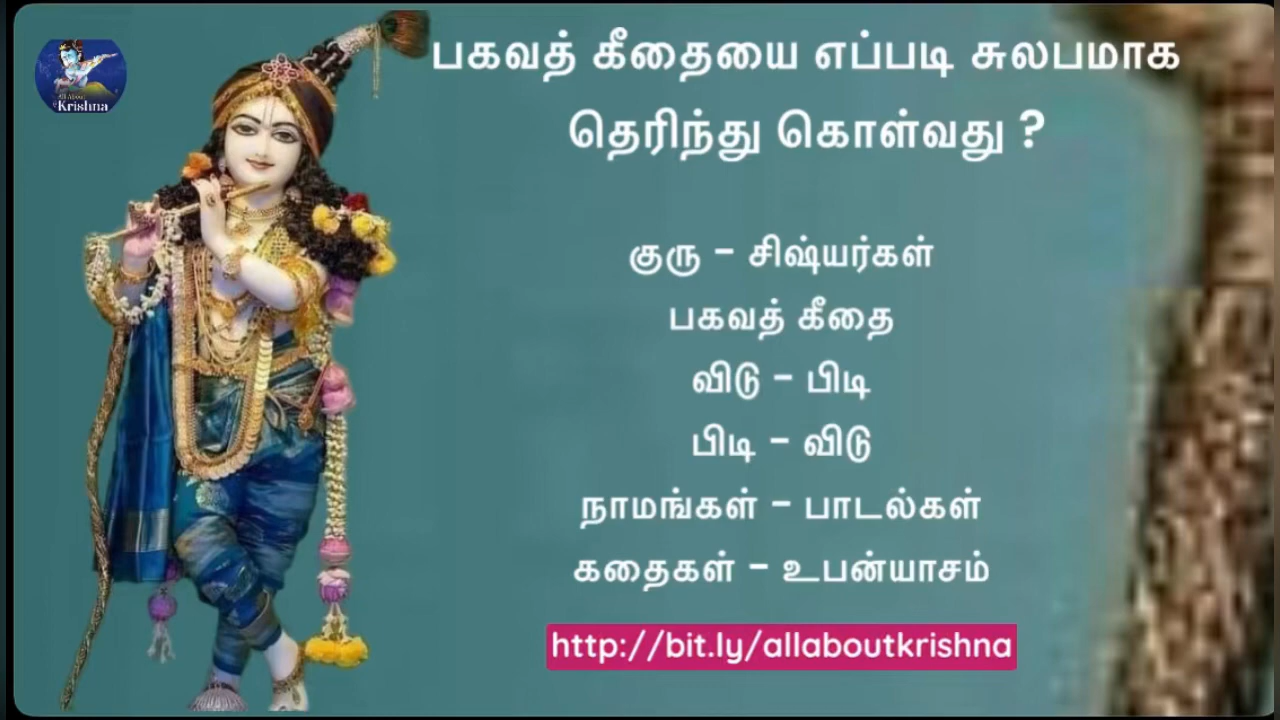 Krishna
பகவத் கீதையை எப்படி சுலபமாக
தெரிந்து கொள்வது ?
குரு – சிஷ்யர்கள்
பகவத் கீதை
விடு – பிடி
பிடி – விடு
நாமங்கள் – பாடல்கள்
கதைகள் – உபன்யாசம்
http://bit.ly/allaboutkrishna